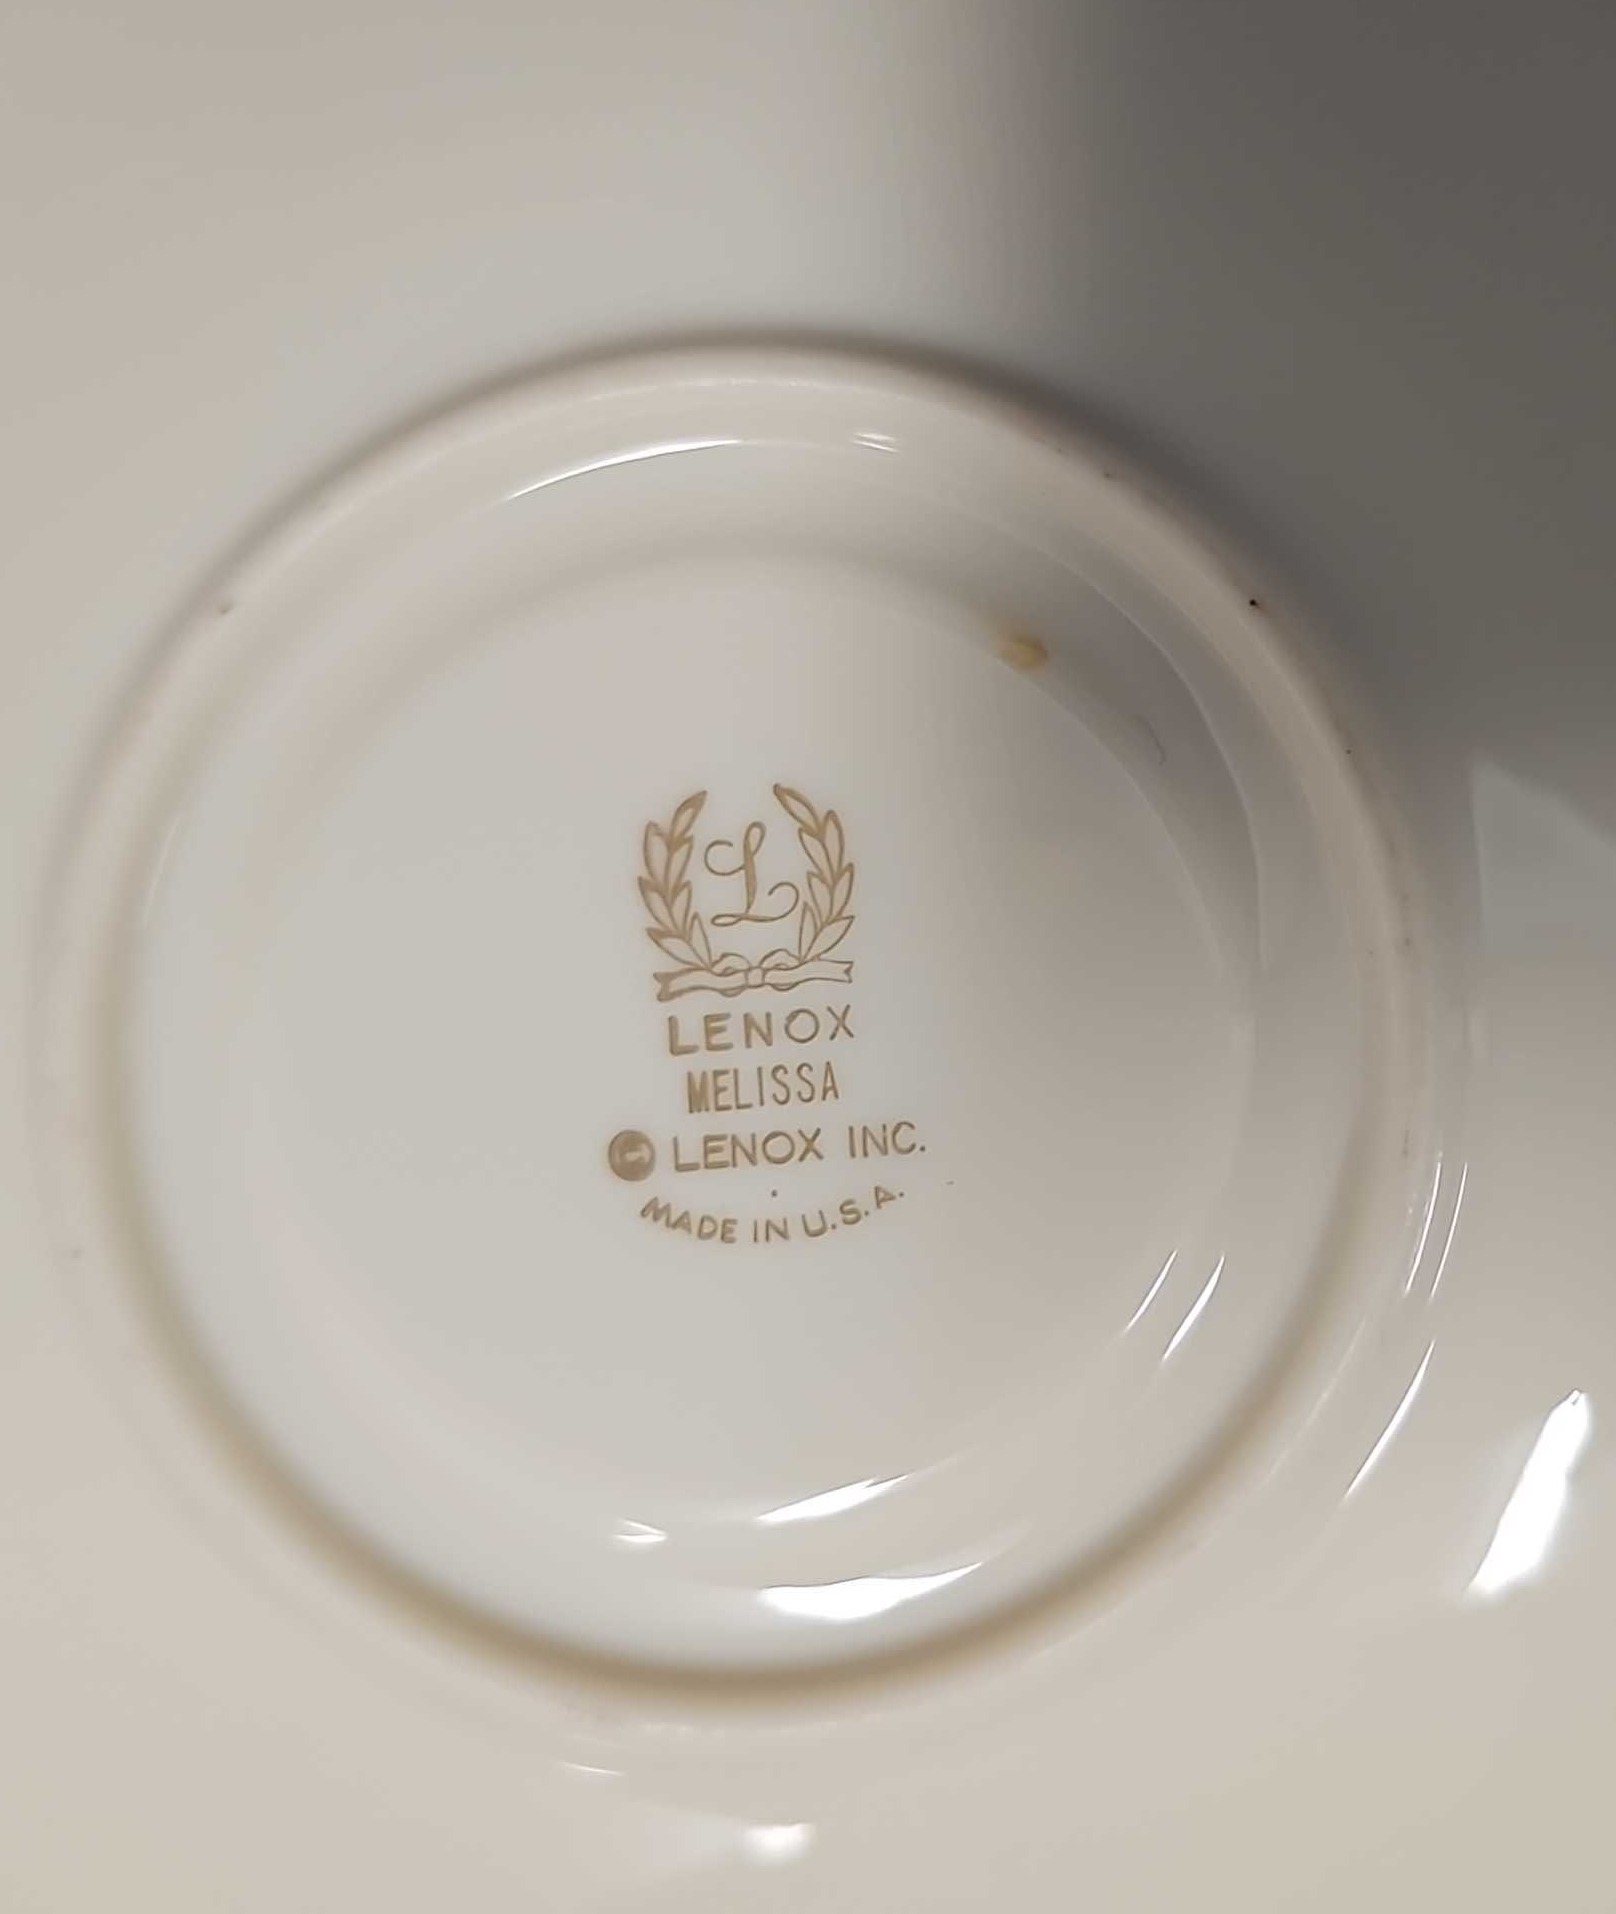 L
LENOX
MELISSA
© LENOX INC.
MADE IN U.S.A.